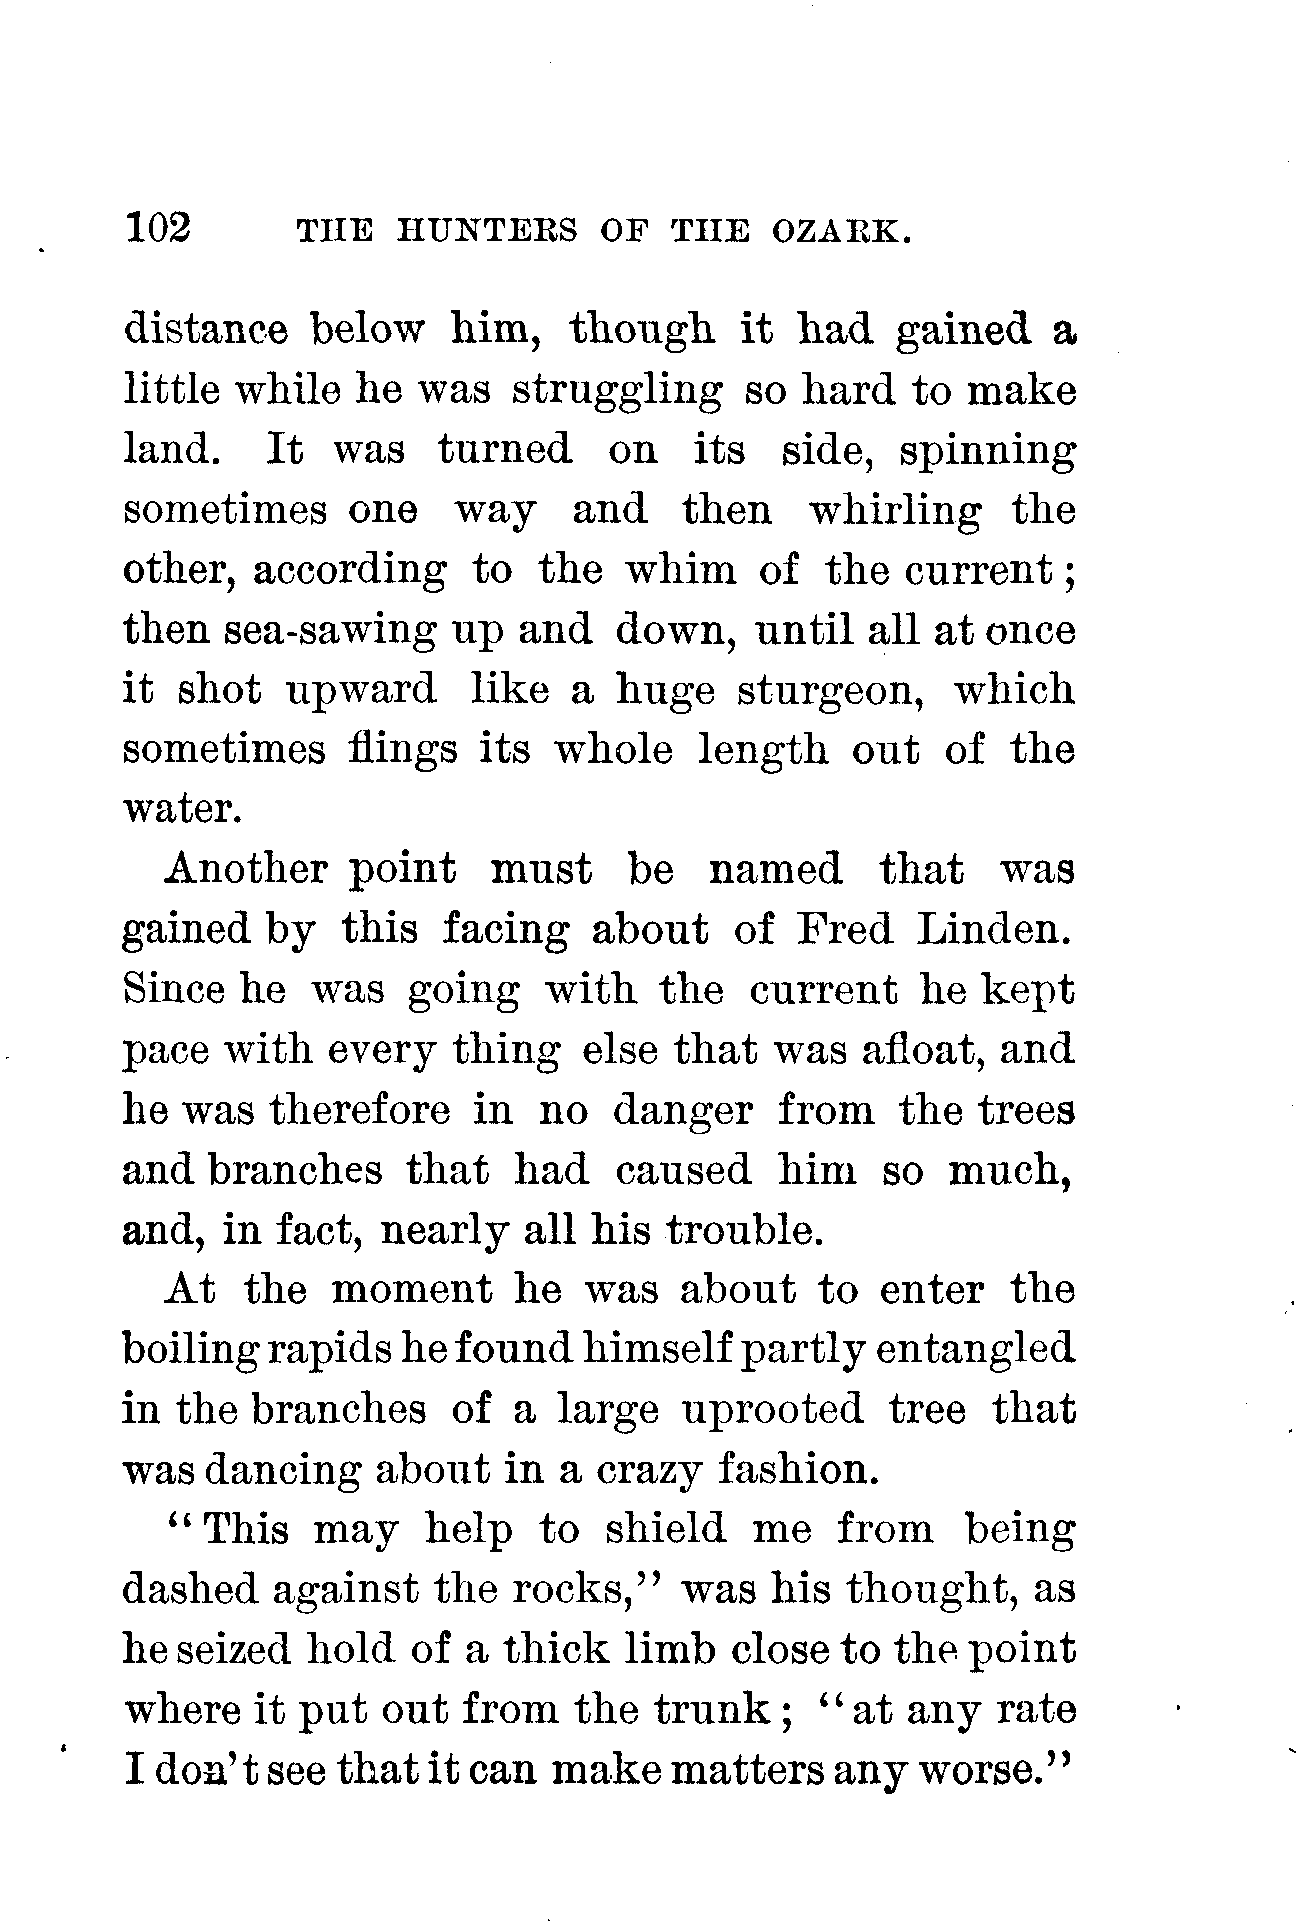 102 THE HUNTERS OF THE OZARK.
distance below him, though it had gained a
little while he was struggling so hard to make
land. It was turned on its side, spinning
sometimes one way and then whirling the
other, according to the whim of the current ;
then sea-sawing up and down, until all at once
it shot upward like a huge sturgeon, which
sometimes flings its whole length out of the
water.
Another point must be named that was
gained by this facing about of Fred Linden.
Since he was going with the current he kept
pace with every thing else that was afloat, and
he was therefore in no danger from the trees
and branches that had caused him so much,
and, in fact, nearly all his trouble.
At the moment he was about to enter the
boiling rapids he found himself partly entangled
in the branches of a large uprooted tree that
was dancing about in a crazy fashion.
“ This may help to shield me from being
dashed against the rocks,” was his thought, as
he seized hold of a thick limb close to the point
where it put out from the trunk ; “ at any rate
I don’t see that it can make matters any worse.”